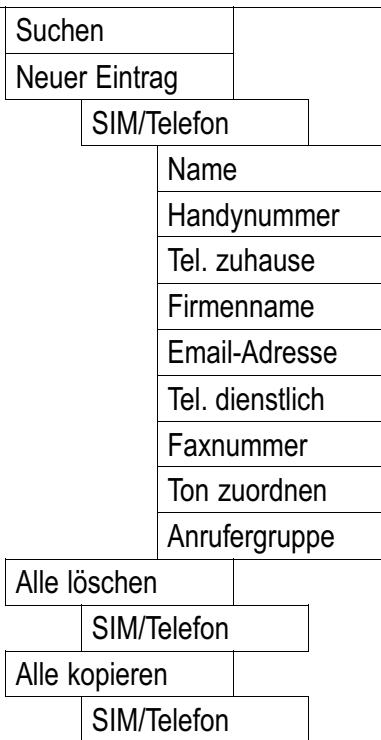 Suchen
Neuer Eintrag
SIM/Telefon
Name
Handynummer
Tel. zuhause
Firmenname
Email-Adresse
Tel. dienstlich
Faxnummer
Ton zuordnen
Anrufergruppe
Alle löschen
SIM/Telefon
Alle kopieren
SIM/Telefon